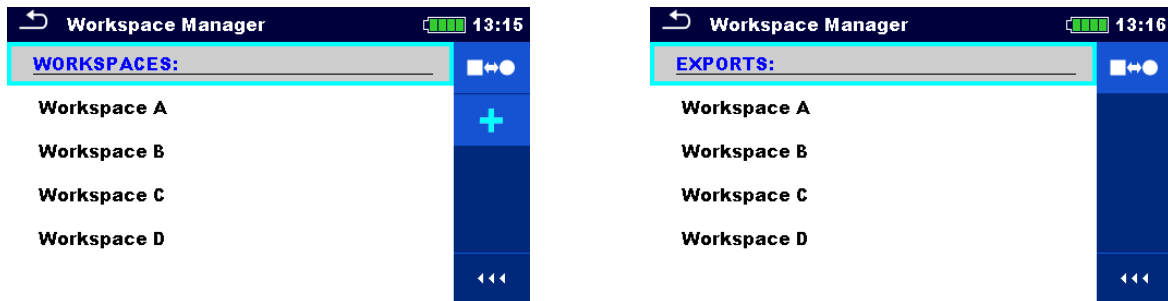 Workspace Manager 13:15
WORKSPACES:
Workspace A
Workspace B
Workspace C
Workspace D
Workspace Manager 13:16
EXPORTS:
Workspace A
Workspace B
Workspace C
Workspace D